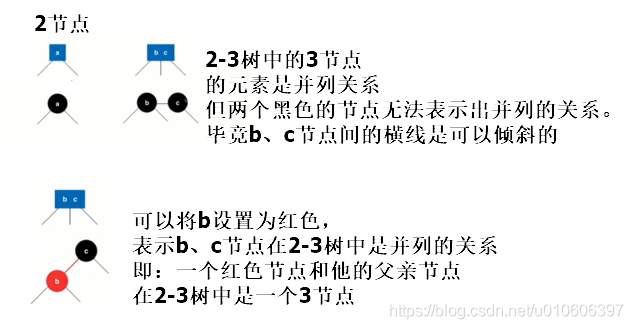 2节点
a
b c
2-3树中的3节点
的元素是并列关系
a
b
c
但两个黑色的节点无法表示出并列的关系。
毕竟b、c节点间的横线是可以倾斜的
b c
可以将b设置为红色，
c
表示b、c节点在2-3树中是并列的关系
b
即：一个红色节点和他的父亲节点
在2-3树中是一个3节点
https://blog.csdn.net/u010606397